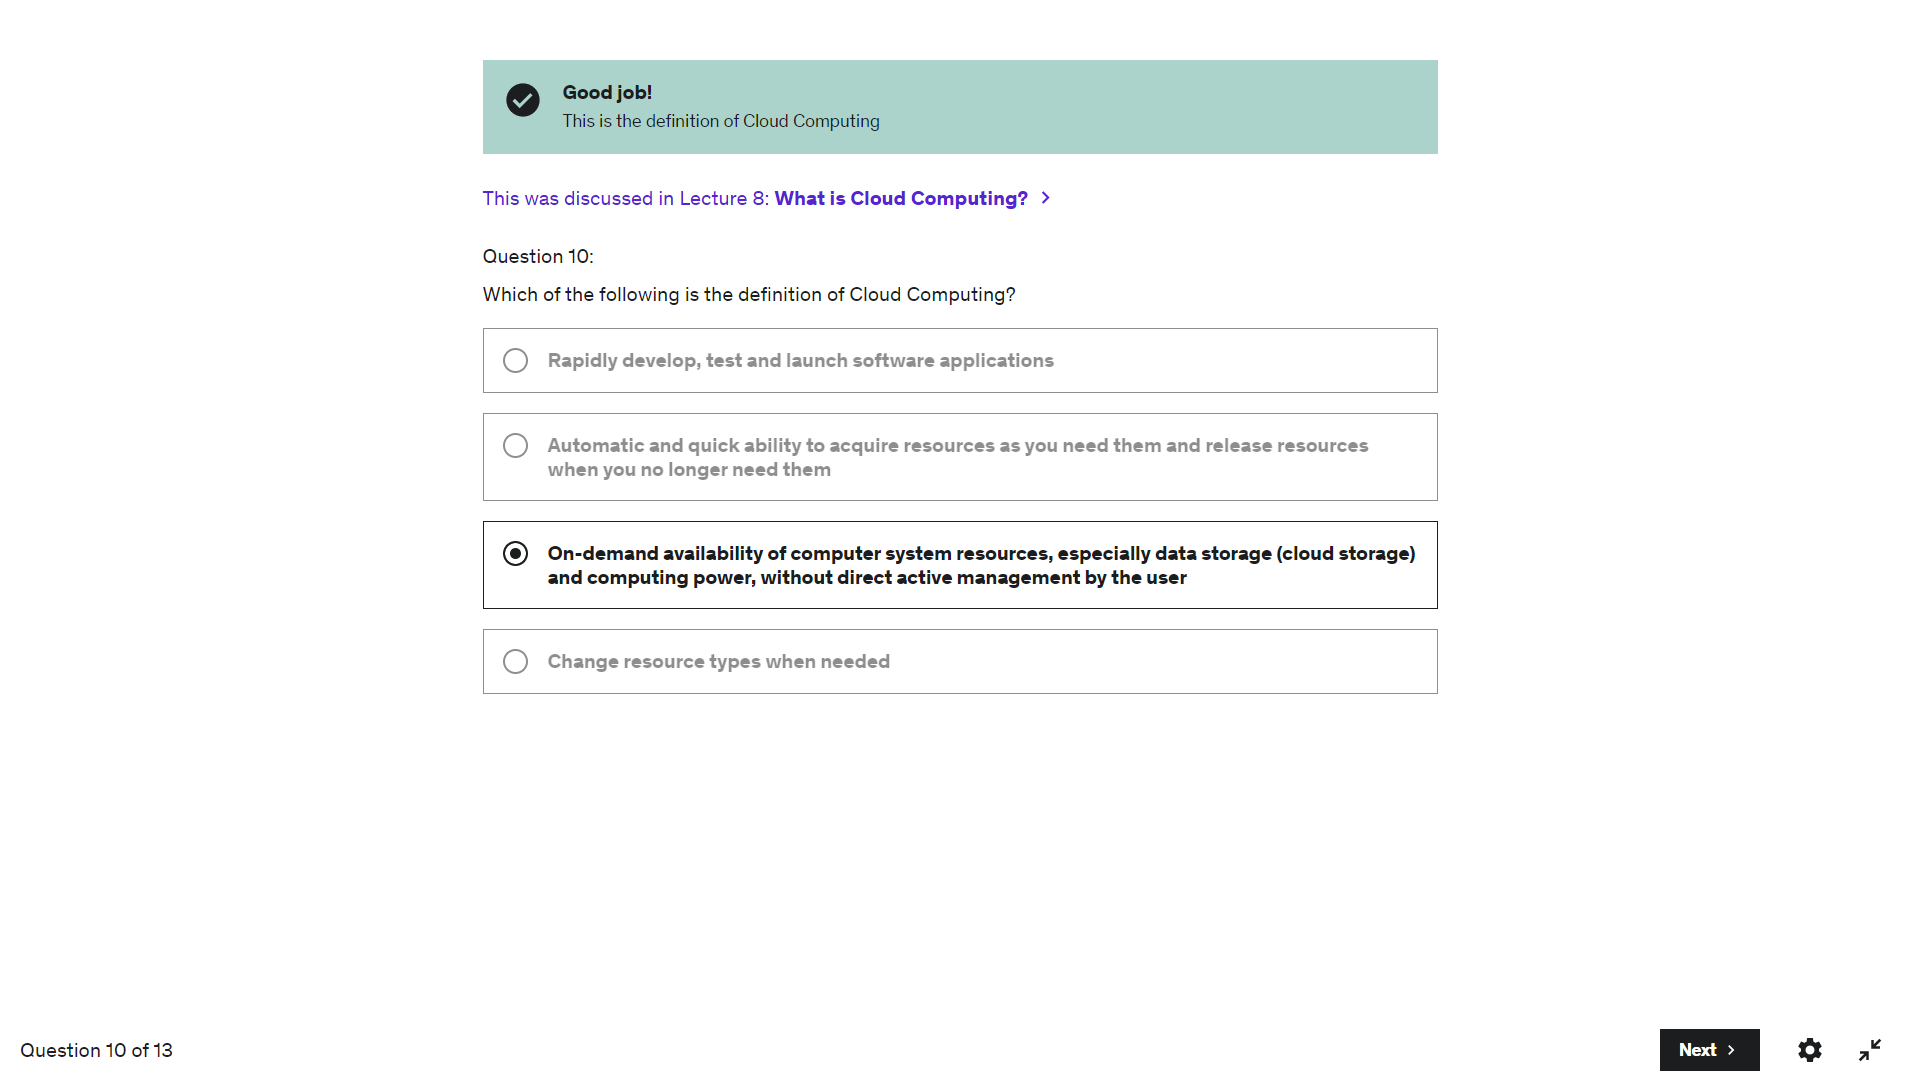 Good job!
This is the definition of Cloud Computing
This was discussed in Lecture 8: What is Cloud Computing?
Question 10:
Which of the following is the definition of Cloud Computing?
Rapidly develop, test and launch software applications
Automatic and quick ability to acquire resources as you need them and release resources
when you no longer need them
On-demand availability of computer system resources, especially data storage (cloud storage)
and computing power, without direct active management by the user
Change resource types when needed
Question 10 of 13
Next